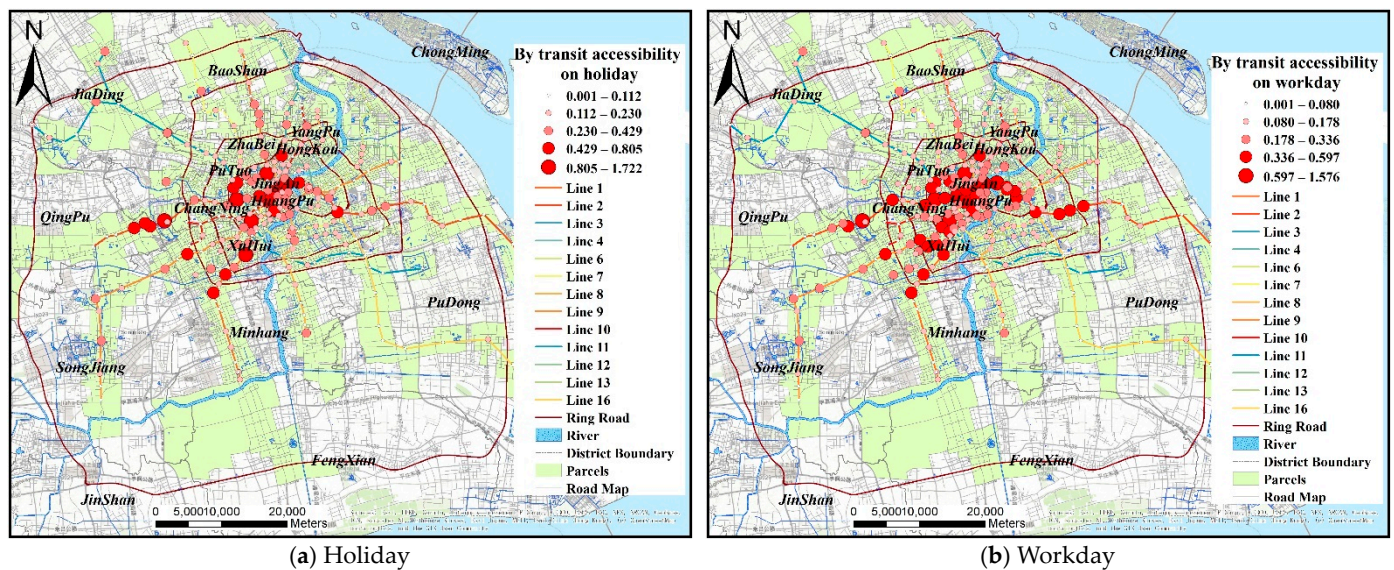 N
ChongMing
BaoShan
JiaDing
YangPu
ZhaBei
HongKou
PuTuo
JingAn
HuangPu
QingPu
ChangNing
XuHui
PuDong
Minhang
SongJiang
FengXian
JinShan
0 5,000 10,000 20,000
Meters
By transit accessibility
on holiday
0.001 – 0.112
0.112 – 0.230
0.230 – 0.429
0.429 – 0.805
0.805 – 1.722
Line 1
Line 2
Line 3
Line 4
Line 6
Line 7
Line 8
Line 9
Line 10
Line 11
Line 12
Line 13
Line 16
Ring Road
River
District Boundary
Parcels
Road Map
(a) Holiday
N
ChongMing
BaoShan
JiaDing
YangPu
ZhaBei
HongKou
PuTuo
JingAn
HuangPu
QingPu
ChangNing
XuHui
PuDong
Minhang
SongJiang
FengXian
JinShan
0 5,000 10,000 20,000
Meters
By transit accessibility
on workday
0.001 – 0.080
0.080 – 0.178
0.178 – 0.336
0.336 – 0.597
0.597 – 1.576
Line 1
Line 2
Line 3
Line 4
Line 6
Line 7
Line 8
Line 9
Line 10
Line 11
Line 12
Line 13
Line 16
Ring Road
River
District Boundary
Parcels
Road Map
(b) Workday